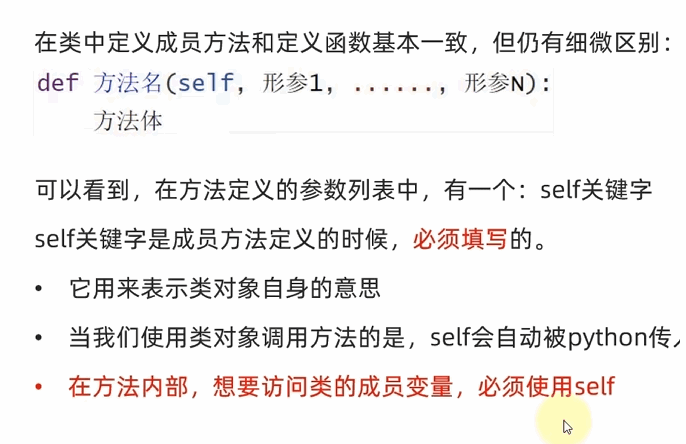 在类中定义成员方法和定义函数基本一致，但仍有细微区别：
def 方法名(self, 形参1, ......, 形参N):
方法体
可以看到，在方法定义的参数列表中，有一个：self关键字
self关键字是成员方法定义的时候，必须填写的。
• 它用来表示类对象自身的意思
• 当我们使用类对象调用方法的是，self会自动被python传
• 在方法内部，想要访问类的成员变量，必须使用self